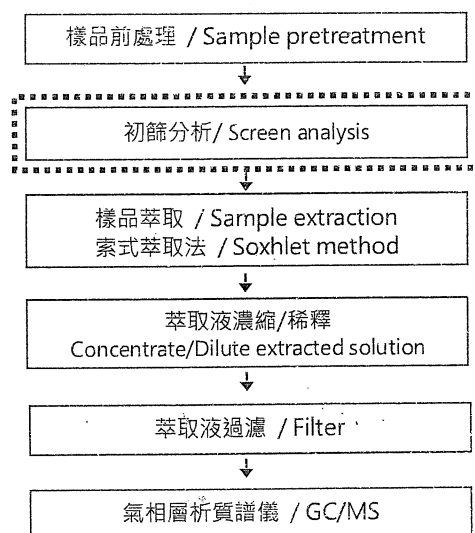 樣品前處理 / Sample pretreatment
初篩分析/ Screen analysis
樣品萃取 / Sample extraction
索式萃取法 / Soxhlet method
萃取液濃縮/稀釋
Concentrate/Dilute extracted solution
萃取液過濾 / Filter
氣相層析質譜儀 / GC/MS